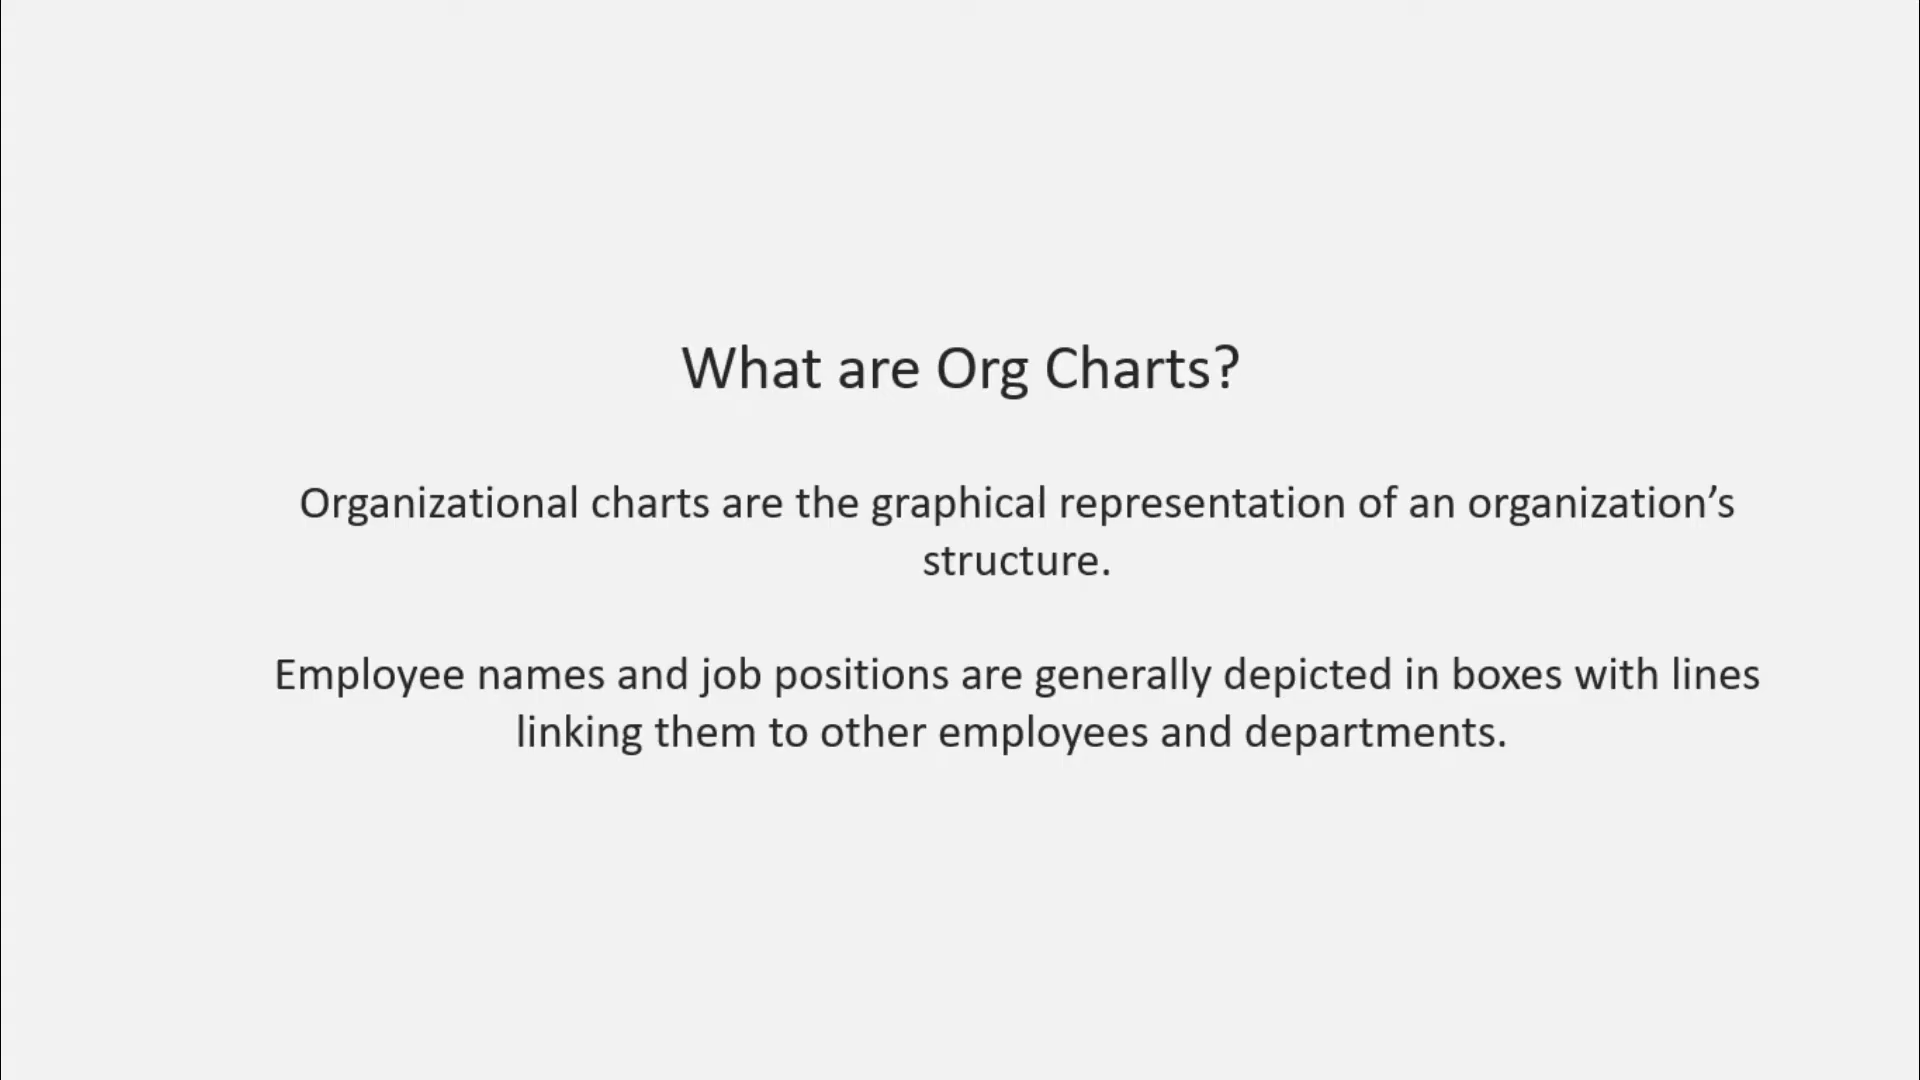 What are Org Charts?
Organizational charts are the graphical representation of an organization’s
structure.
Employee names and job positions are generally depicted in boxes with lines
linking them to other employees and departments.